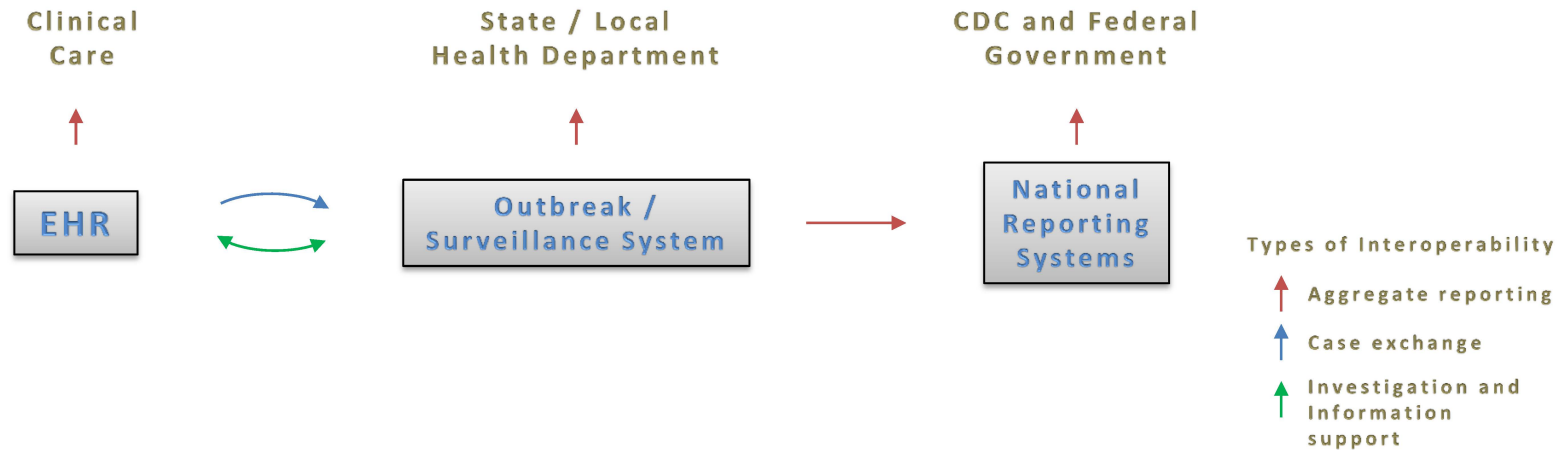 Clinical
Care
State / Local
Health Department
CDC and Federal
Government
EHR
Outbreak /
Surveillance System
National
Reporting
Systems
Types of Interoperability
Aggregate reporting
Case exchange
Investigation and
Information
support